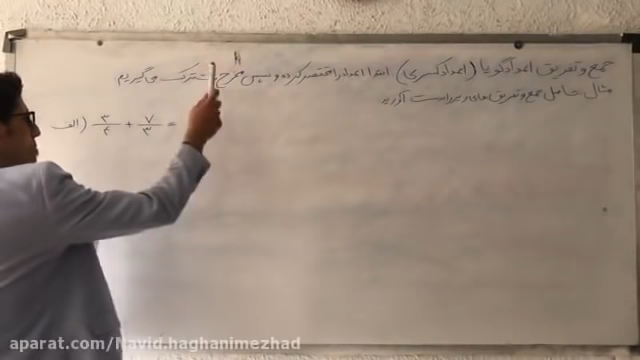 جمع و تفریق اعداد گویا (اعداد کسری): ابتدا اعداد را مختصر کرده و سپس مخرج مشترک می گیریم.
مثال: حاصل جمع و تفریق های زیر را بدست آورید.
الف) ۳/۴ + ۷/۳ =
aparat.com/Navid.haghaninezhad